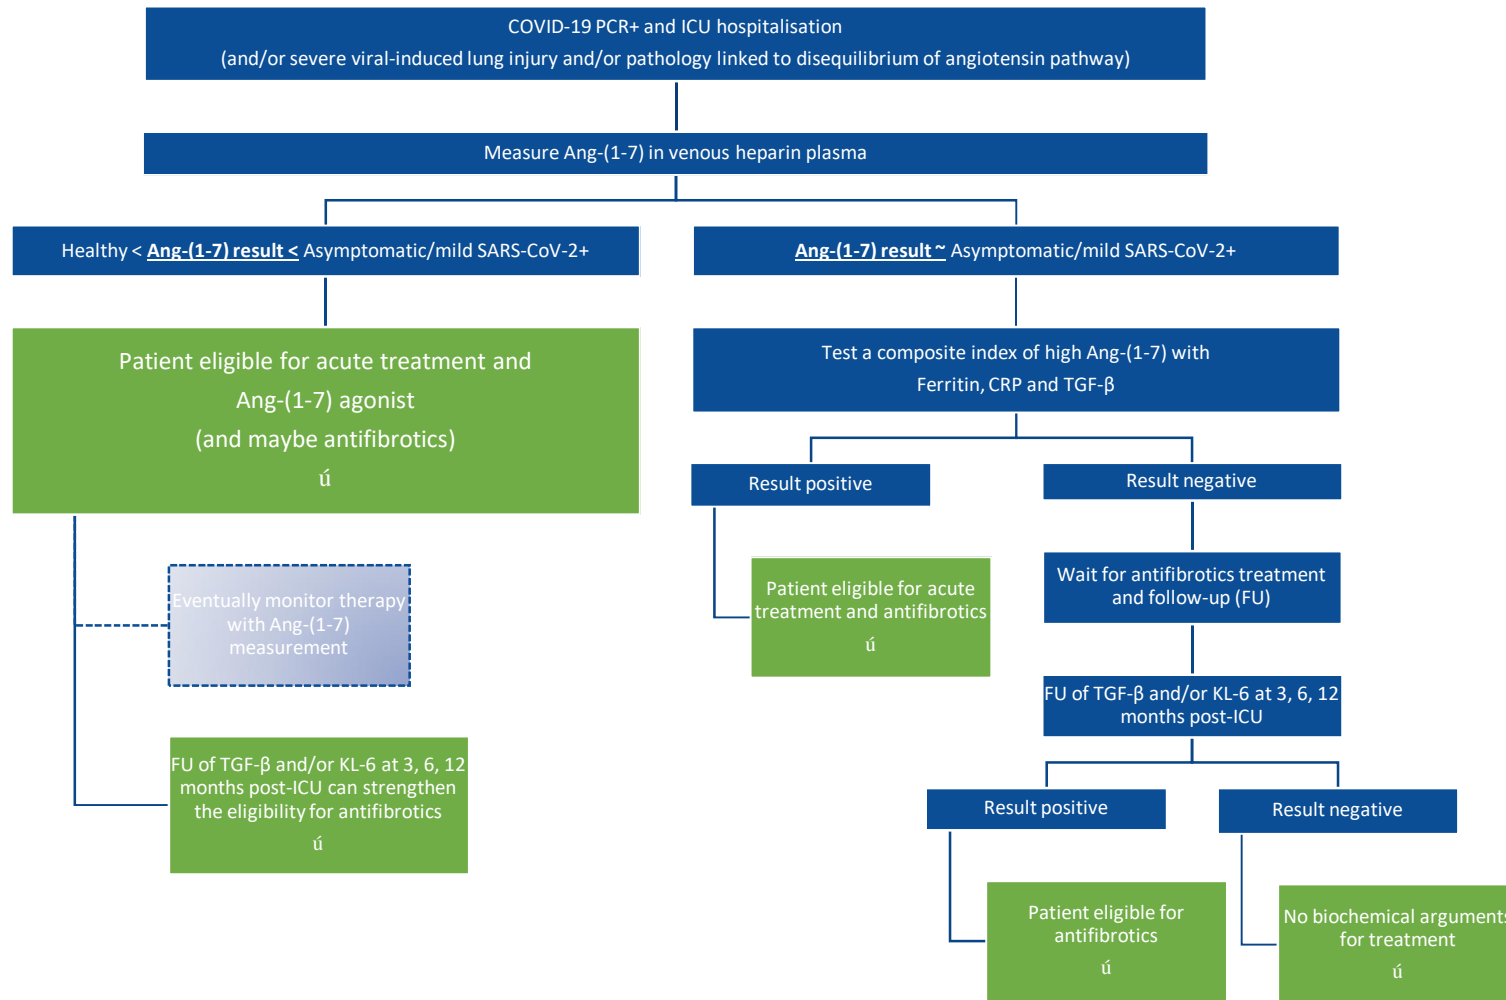 COVID-19 PCR+ and ICU hospitalisation
(and/or severe viral-induced lung injury and/or pathology linked to disequilibrium of angiotensin pathway)
Measure Ang-(1-7) in venous heparin plasma
Healthy < Ang-(1-7) result < Asymptomatic/mild SARS-CoV-2+
Ang-(1-7) result ~ Asymptomatic/mild SARS-CoV-2+
Patient eligible for acute treatment and
Ang-(1-7) agonist
(and maybe antifibrotics)
ú
Test a composite index of high Ang-(1-7) with
Ferritin, CRP and TGF-β
Result positive
Result negative
Eventually monitor therapy
with Ang-(1-7)
measurement
Patient eligible for acute
treatment and antifibrotics
ú
Wait for antifibrotics treatment
and follow-up (FU)
FU of TGF-β and/or KL-6 at 3, 6, 12
months post-ICU
FU of TGF-β and/or KL-6 at 3, 6, 12
months post-ICU can strengthen
the eligibility for antifibrotics
ú
Result positive
Result negative
Patient eligible for
antifibrotics
ú
No biochemical arguments
for treatment
ú